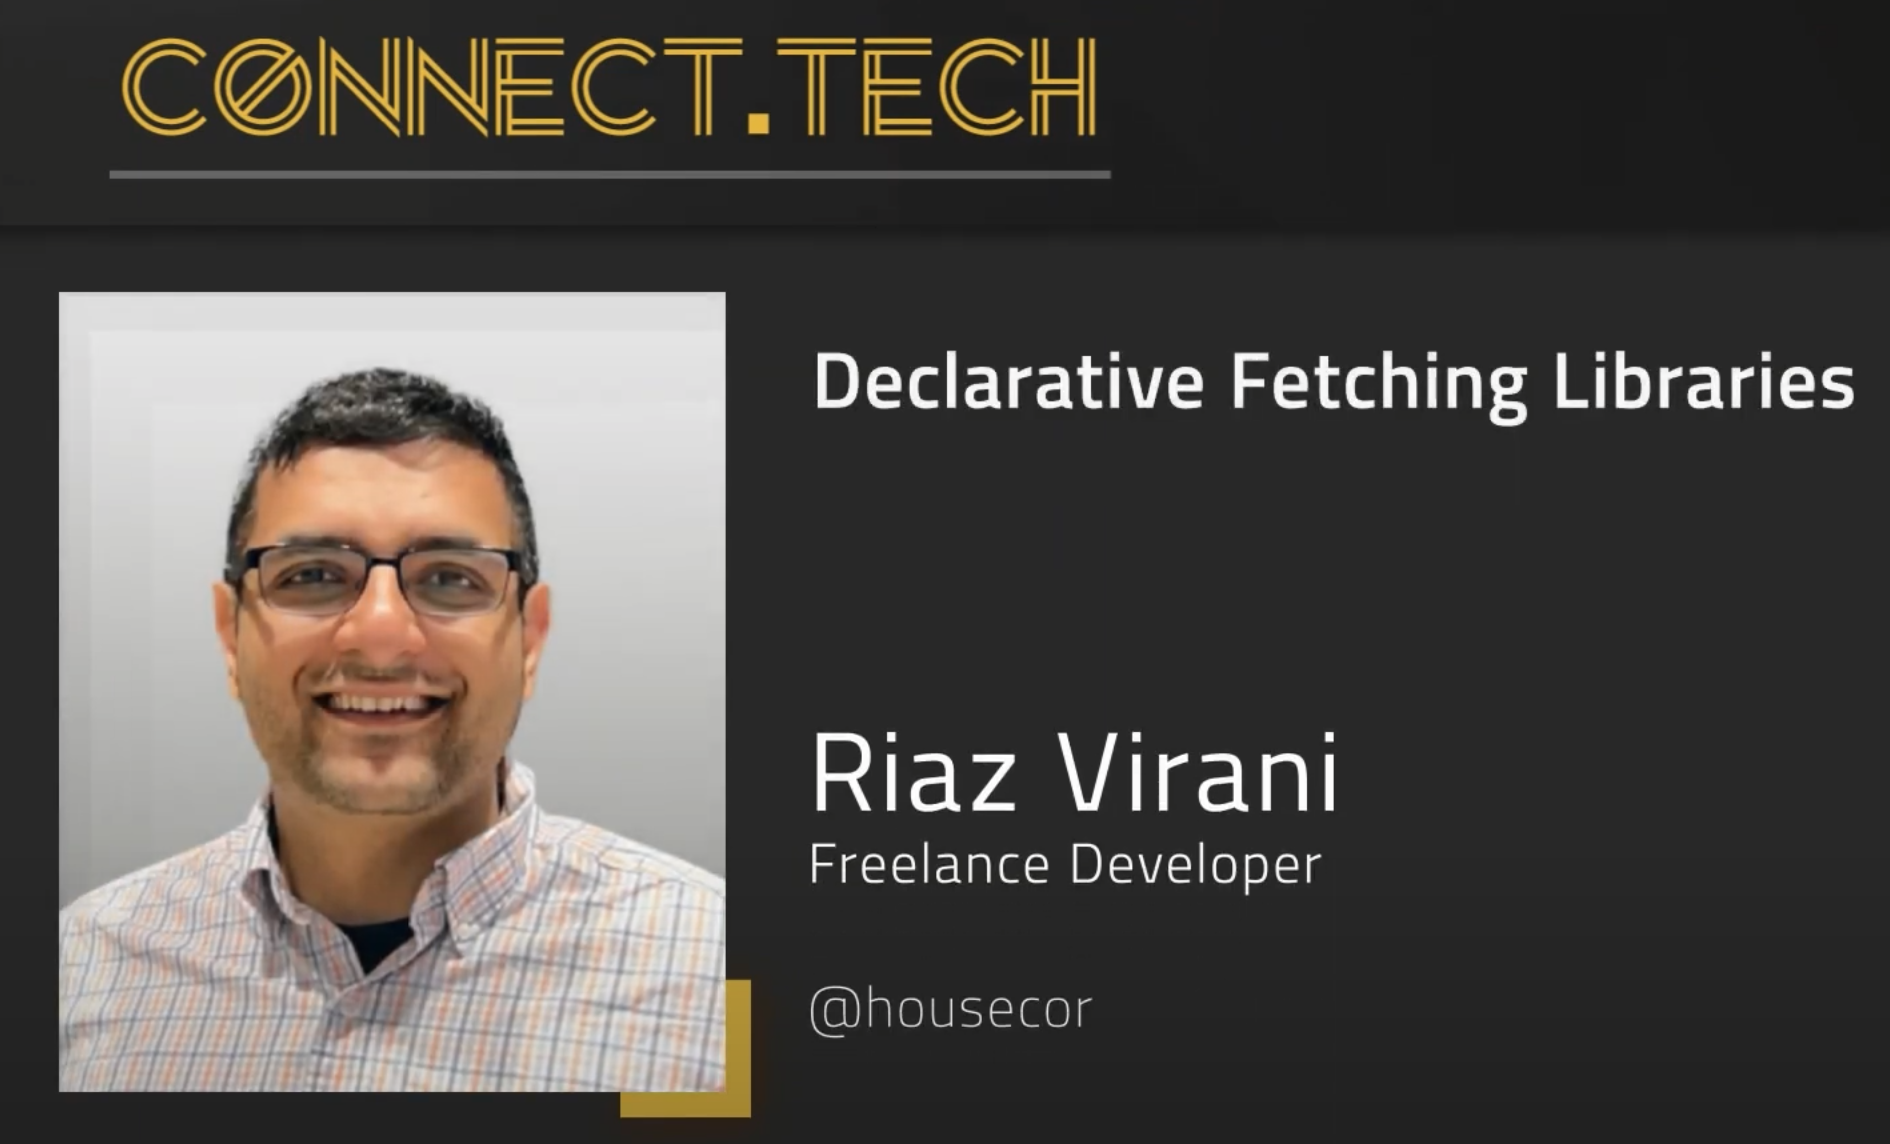 CONNECT.TECH
Declarative Fetching Libraries
Riaz Virani
Freelance Developer
@housecor